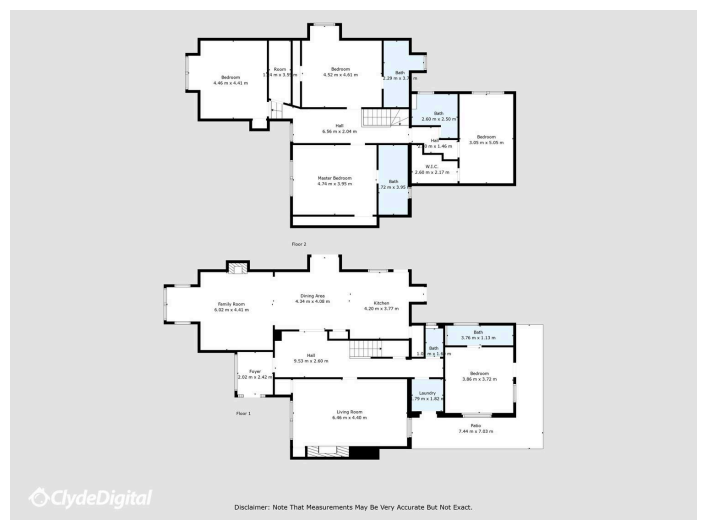 Bedroom
4.46 m x 4.41 m
Room
Bedroom
4.52 m x 4.61 m
Bath
Bath
2.60 m x 2.50 m
Hall
6.56 m x 2.04 m
Hall
Bedroom
3.05 m x 5.05 m
W.I.C.
2.60 m x 2.17 m
Master Bedroom
4.74 m x 3.95 m
Bath
Floor 2
Dining Area
4.34 m x 4.08 m
Family Room
6.02 m x 4.41 m
Kitchen
4.20 m x 3.77 m
Bath
3.76 m x 1.13 m
Bath
Hall
9.53 m x 2.60 m
Foyer
2.02 m x 2.42 m
Bedroom
3.86 m x 3.72 m
Laundry
Floor 1
Living Room
6.46 m x 4.40 m
Patio
7.44 m x 7.03 m
ClydeDigital
Disclaimer: Note That Measurements May Be Very Accurate But Not Exact.